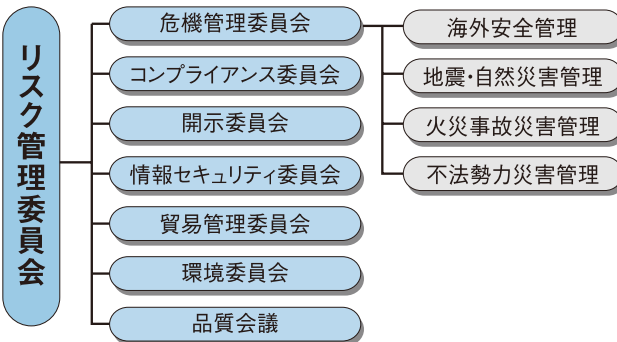 リスク管理委員会
危機管理委員会
コンプライアンス委員会
開示委員会
情報セキュリティ委員会
貿易管理委員会
環境委員会
品質会議
海外安全管理
地震・自然災害管理
火災事故災害管理
不法勢力災害管理